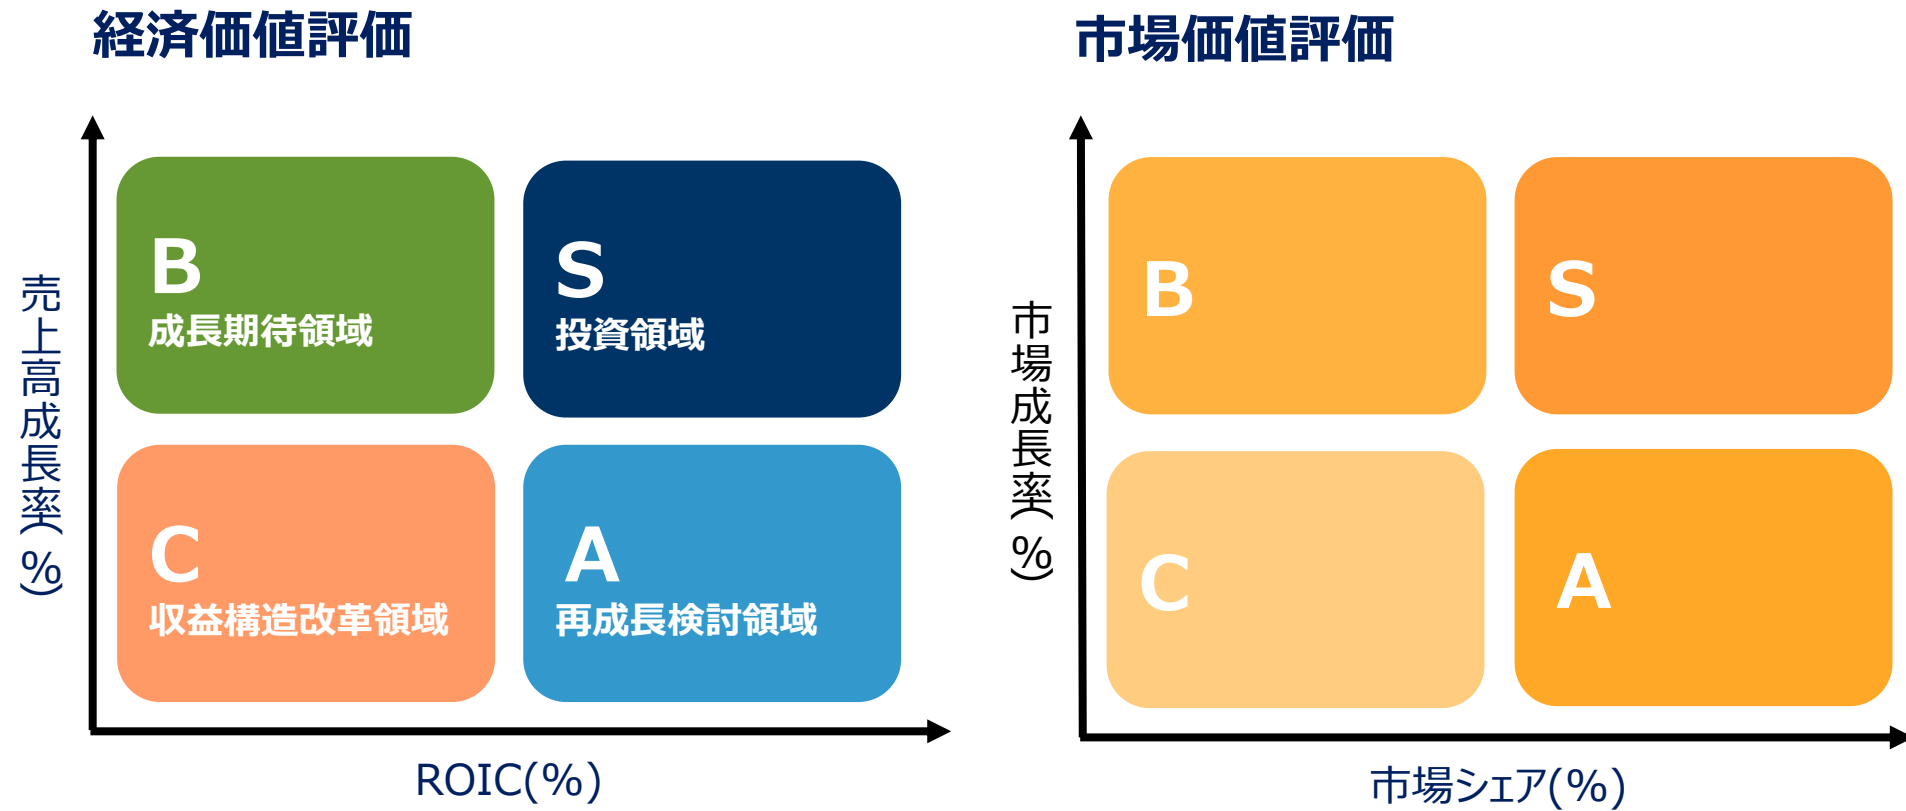 経済価値評価
売上高成長率(%)
B
成長期待領域
S
投資領域
C
収益構造改革領域
A
再成長検討領域
ROIC(%)
市場価値評価
市場成長率(%)
B
S
C
A
市場シェア(%)